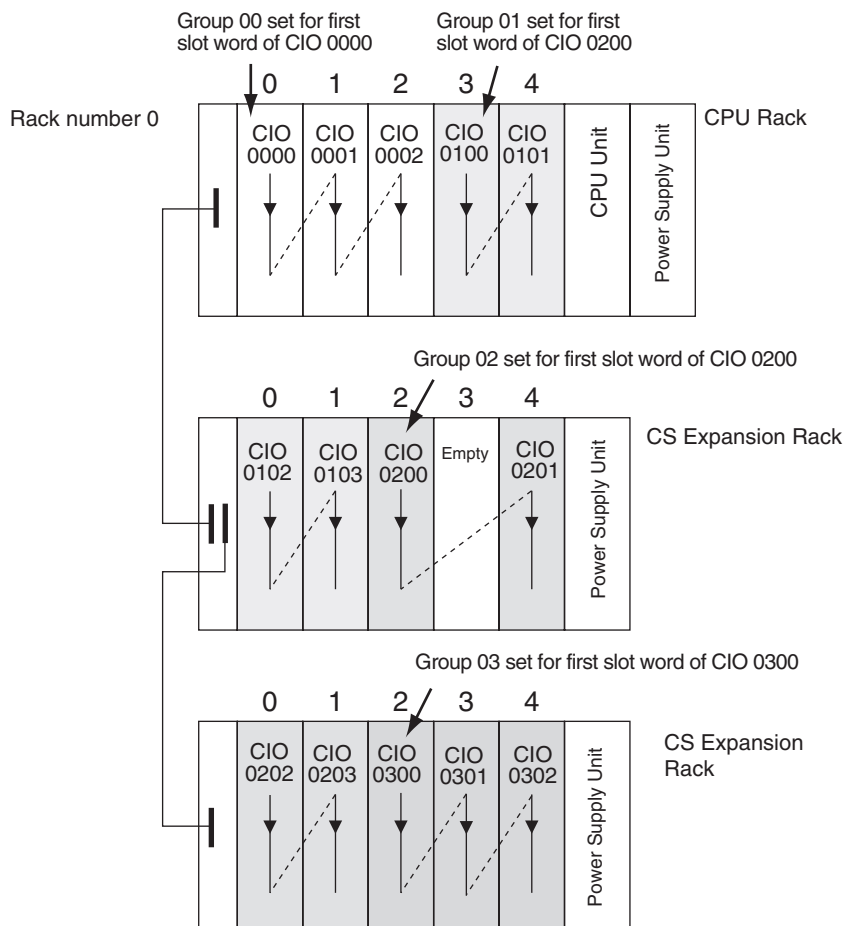 Group 00 set for first
slot word of CIO 0000
Group 01 set for first
slot word of CIO 0200
0 1 2 3 4
Rack number 0
CPU Rack
CIO 0000
CIO 0001
CIO 0002
CIO 0100
CIO 0101
CPU Unit
Power Supply Unit
Group 02 set for first slot word of CIO 0200
0 1 2 3 4
CS Expansion Rack
CIO 0102
CIO 0103
CIO 0200
Empty
CIO 0201
Power Supply Unit
Group 03 set for first slot word of CIO 0300
0 1 2 3 4
CS Expansion
Rack
CIO 0202
CIO 0203
CIO 0300
CIO 0301
CIO 0302
Power Supply Unit